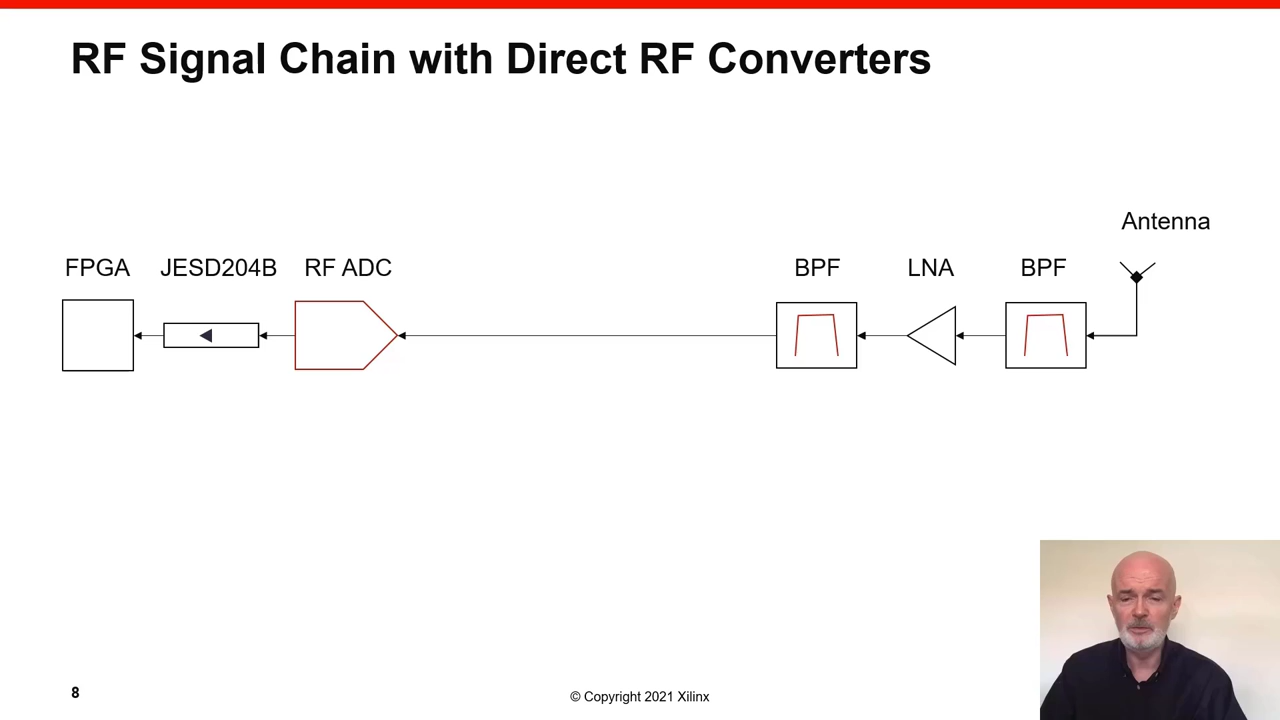 RF Signal Chain with Direct RF Converters
Antenna
FPGA JESD204B RF ADC BPF LNA BPF
8
© Copyright 2021 Xilinx